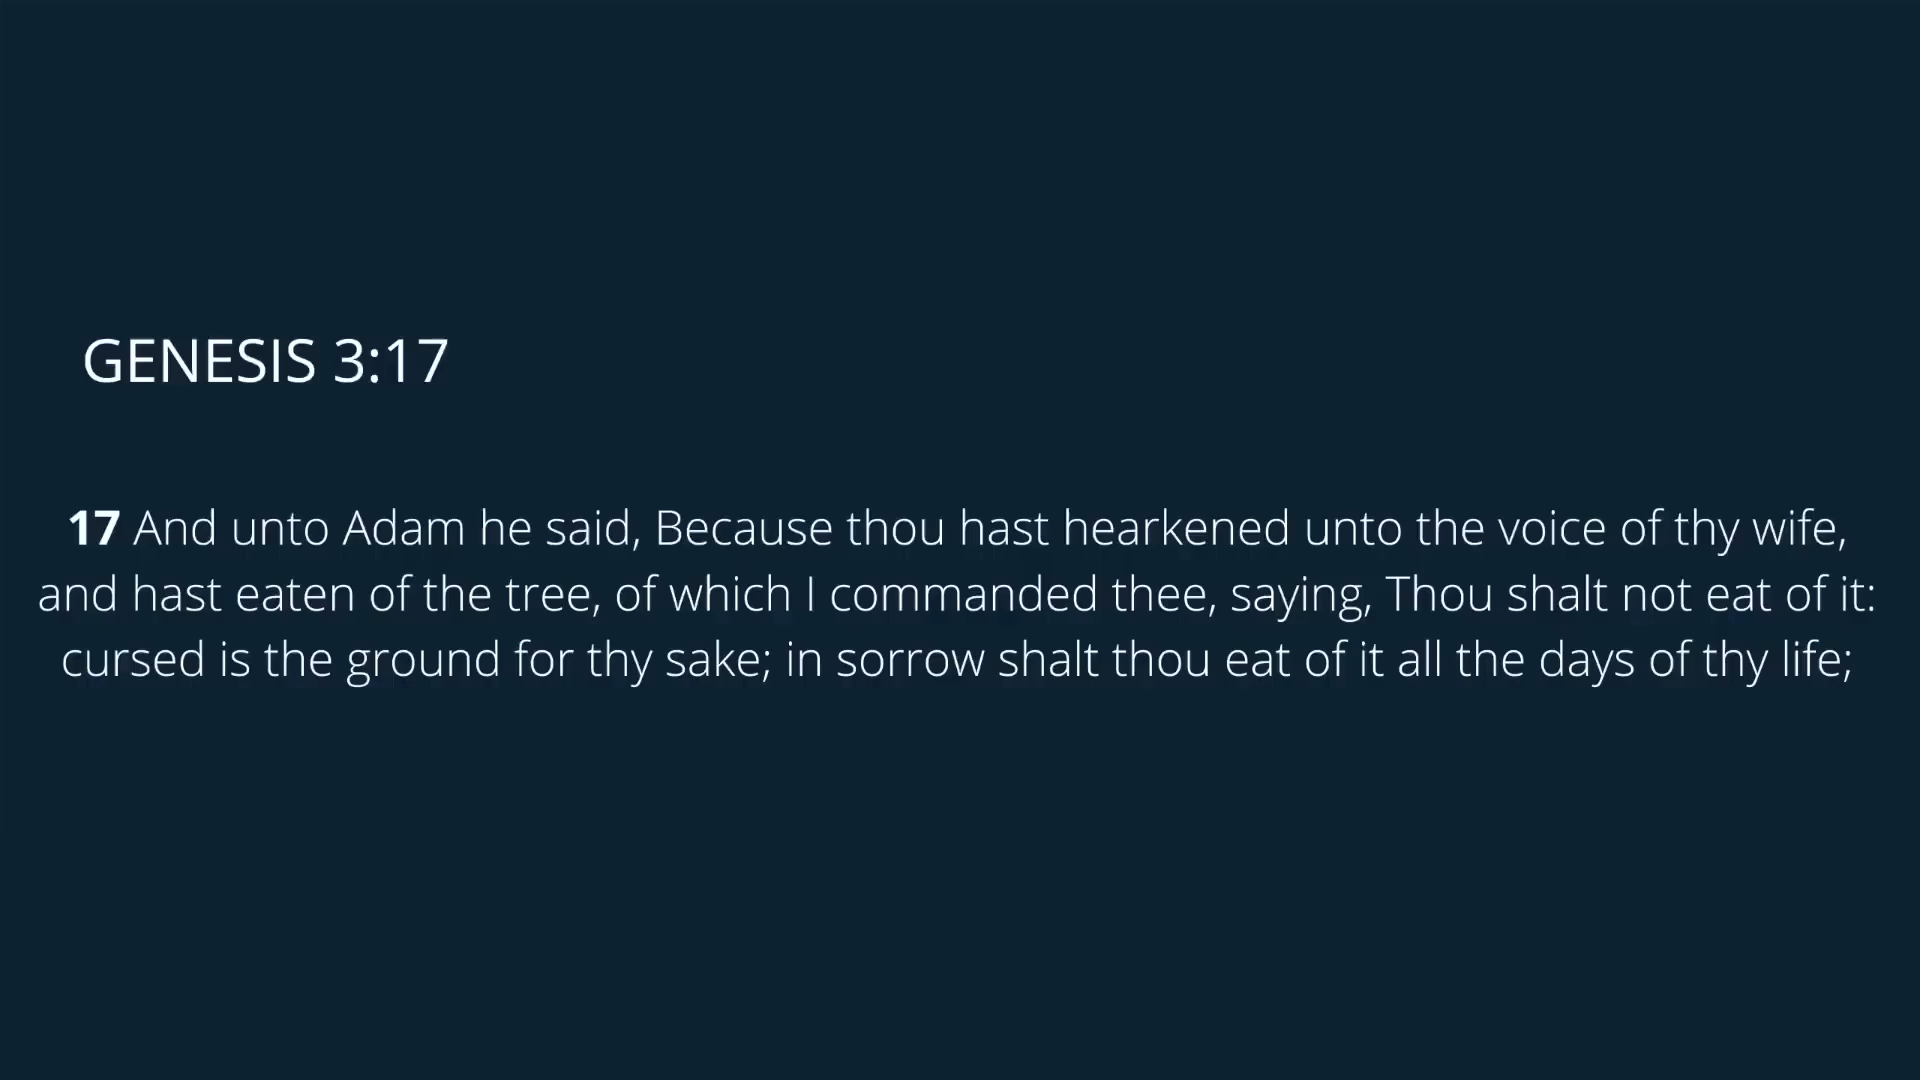 GENESIS 3:17
17 And unto Adam he said, Because thou hast hearkened unto the voice of thy wife,
and hast eaten of the tree, of which I commanded thee, saying, Thou shalt not eat of it:
cursed is the ground for thy sake; in sorrow shalt thou eat of it all the days of thy life;